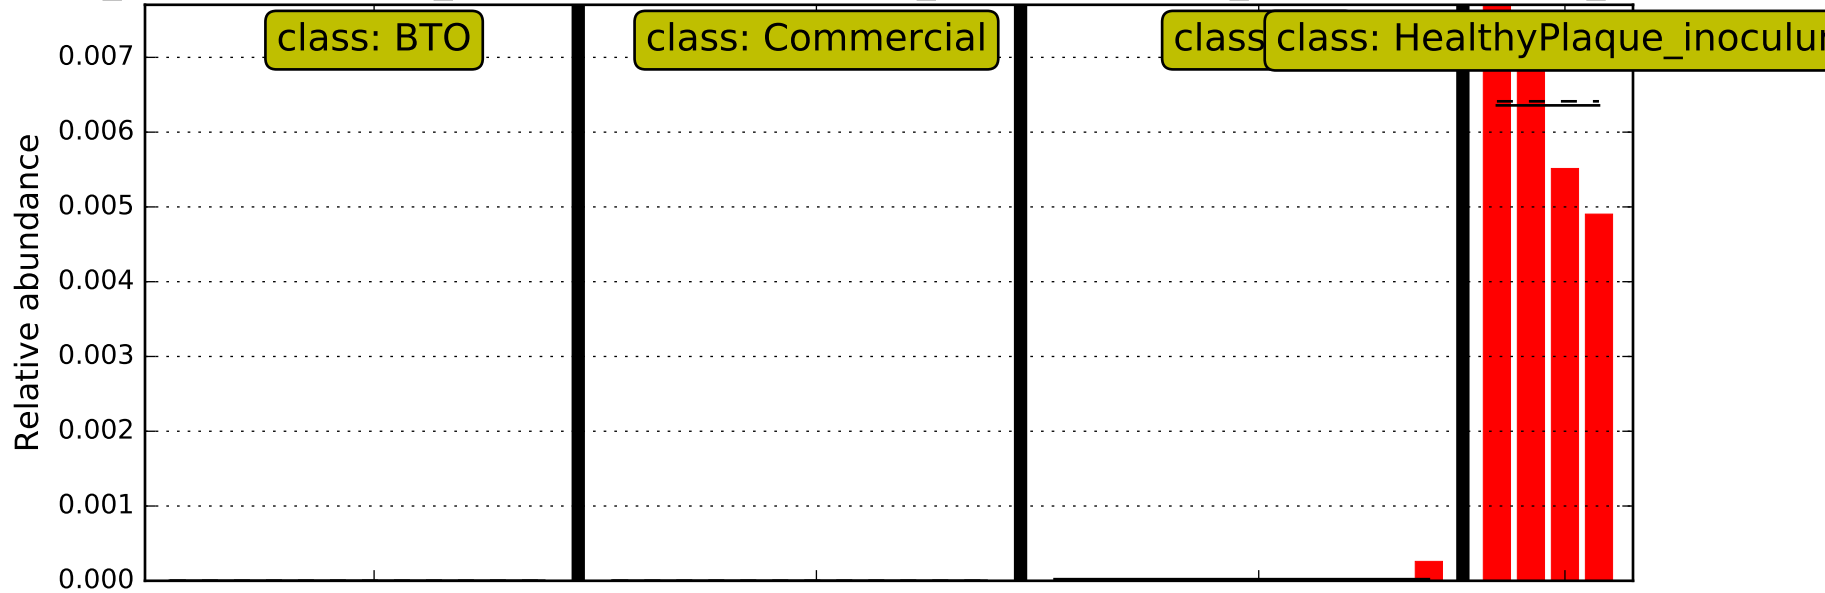 class: BTO
class: Commercial
class
class: HealthyPlaque_inoculu
Relative abundance
0.007
0.006
0.005
0.004
0.003
0.002
0.001
0.000